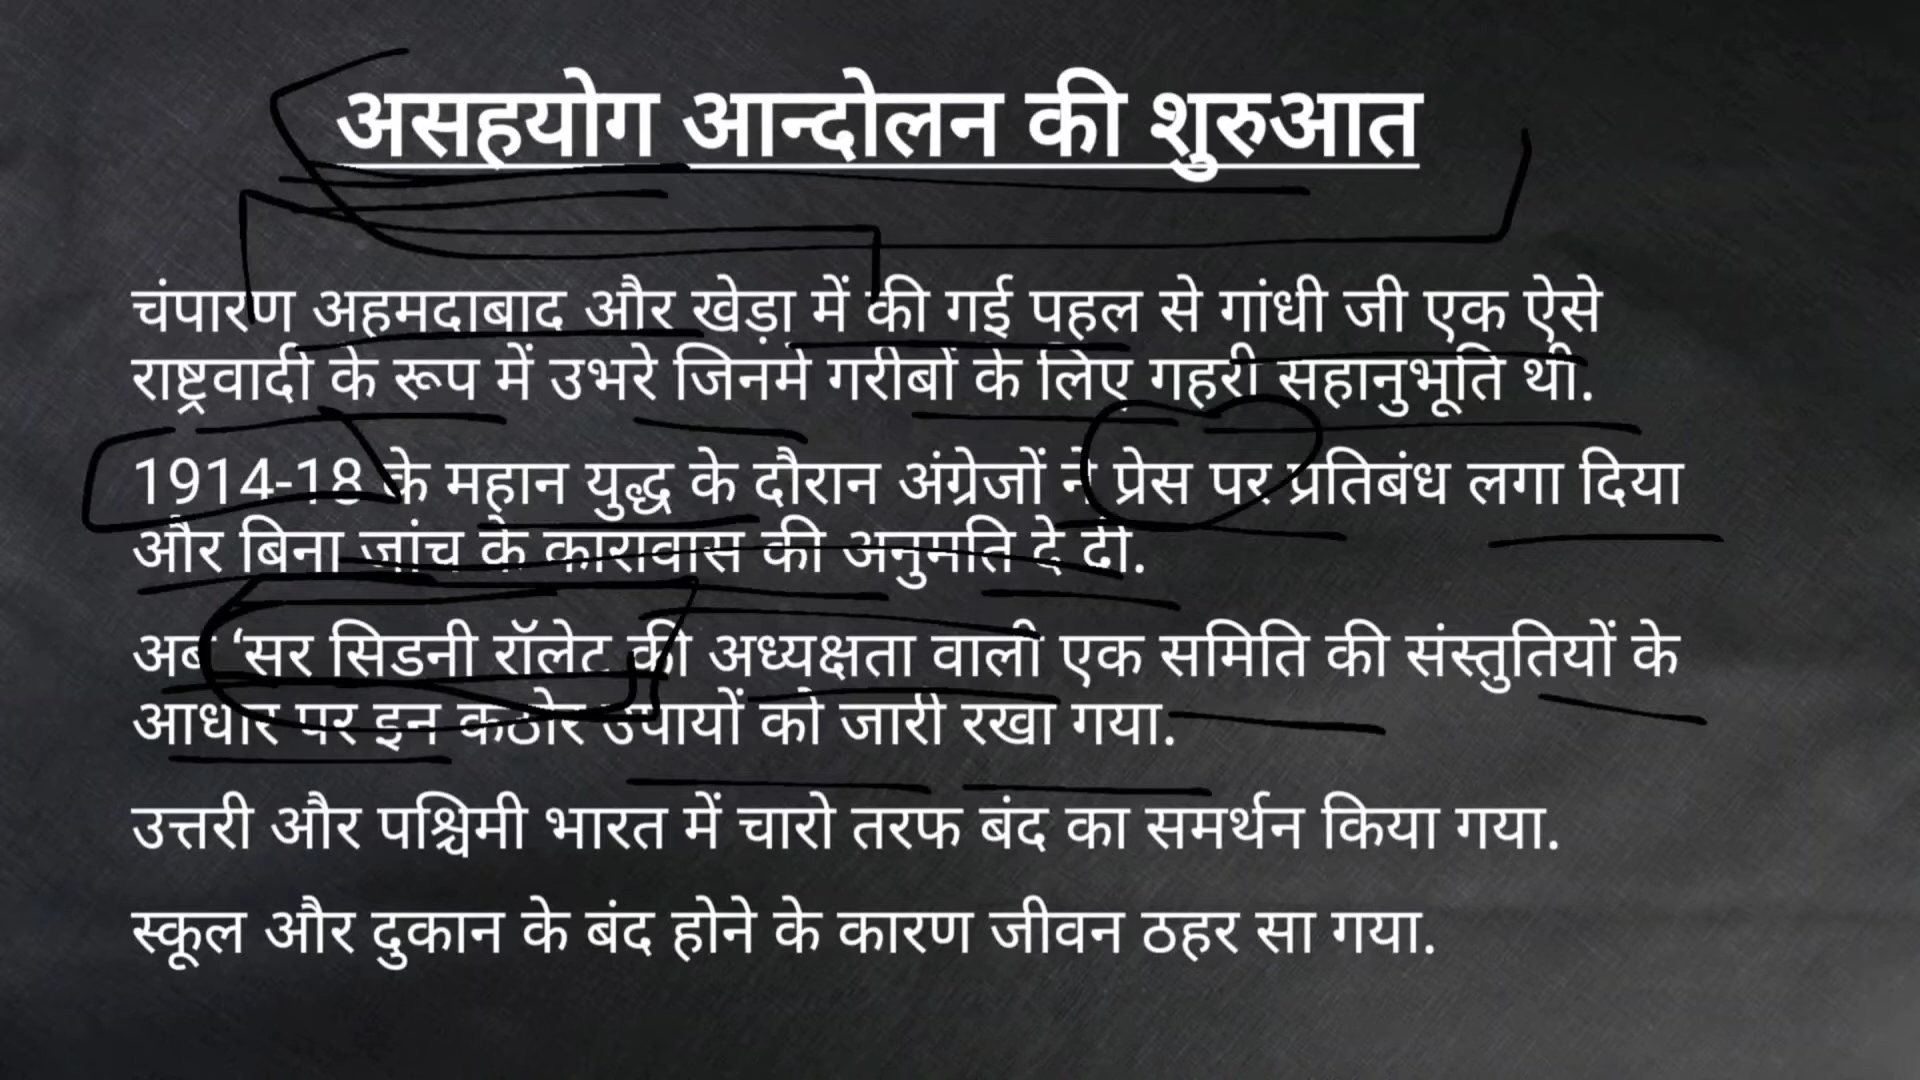 असहयोग आन्दोलन की शुरुआत
चंपारण अहमदाबाद और खेड़ा में की गई पहल से गांधी जी एक ऐसे
राष्ट्रवादी के रूप में उभरे जिनमे गरीबों के लिए गहरी सहानुभूति थी.
1914-18 के महान युद्ध के दौरान अंग्रेजों ने प्रेस पर प्रतिबंध लगा दिया
और बिना जांच के कारावास की अनुमति दे दी.
अब ‘सर सिडनी रॉलेट की अध्यक्षता वाली एक समिति की संस्तुतियों के
आधार पर इन कठोर उपायों को जारी रखा गया.
उत्तरी और पश्चिमी भारत में चारो तरफ बंद का समर्थन किया गया.
स्कूल और दुकान के बंद होने के कारण जीवन ठहर सा गया.